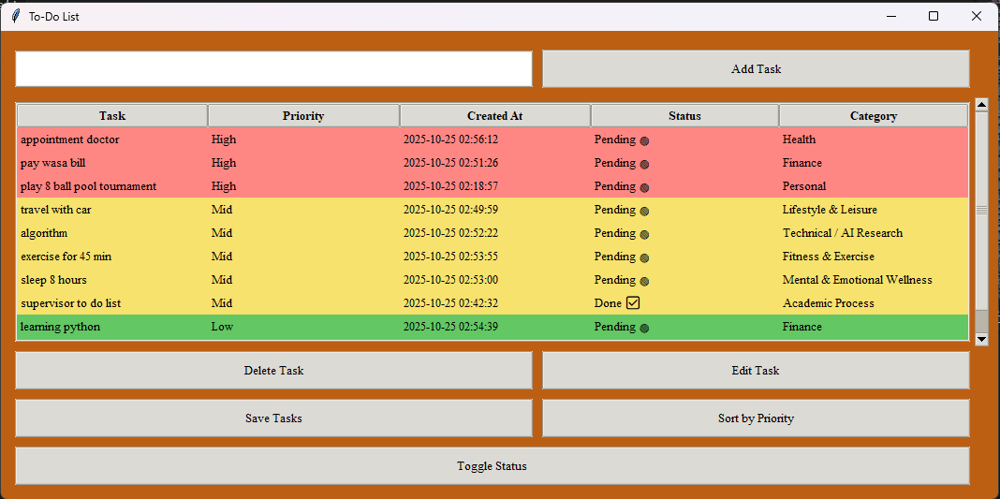 To-Do List
Add Task
Task Priority Created At Status Category
appointment doctor High 2025-10-25 02:56:12 Pending Health
pay wasa bill High 2025-10-25 02:51:26 Pending Finance
play 8 ball pool tournament High 2025-10-25 02:18:57 Pending Personal
travel with car Mid 2025-10-25 02:49:59 Pending Lifestyle & Leisure
algorithm Mid 2025-10-25 02:52:22 Pending Technical / AI Research
exercise for 45 min Mid 2025-10-25 02:53:55 Pending Fitness & Exercise
sleep 8 hours Mid 2025-10-25 02:53:00 Pending Mental & Emotional Wellness
supervisor to do list Mid 2025-10-25 02:42:32 Done ☑ Academic Process
learning python Low 2025-10-25 02:54:39 Pending Finance
Delete Task Edit Task
Save Tasks Sort by Priority
Toggle Status